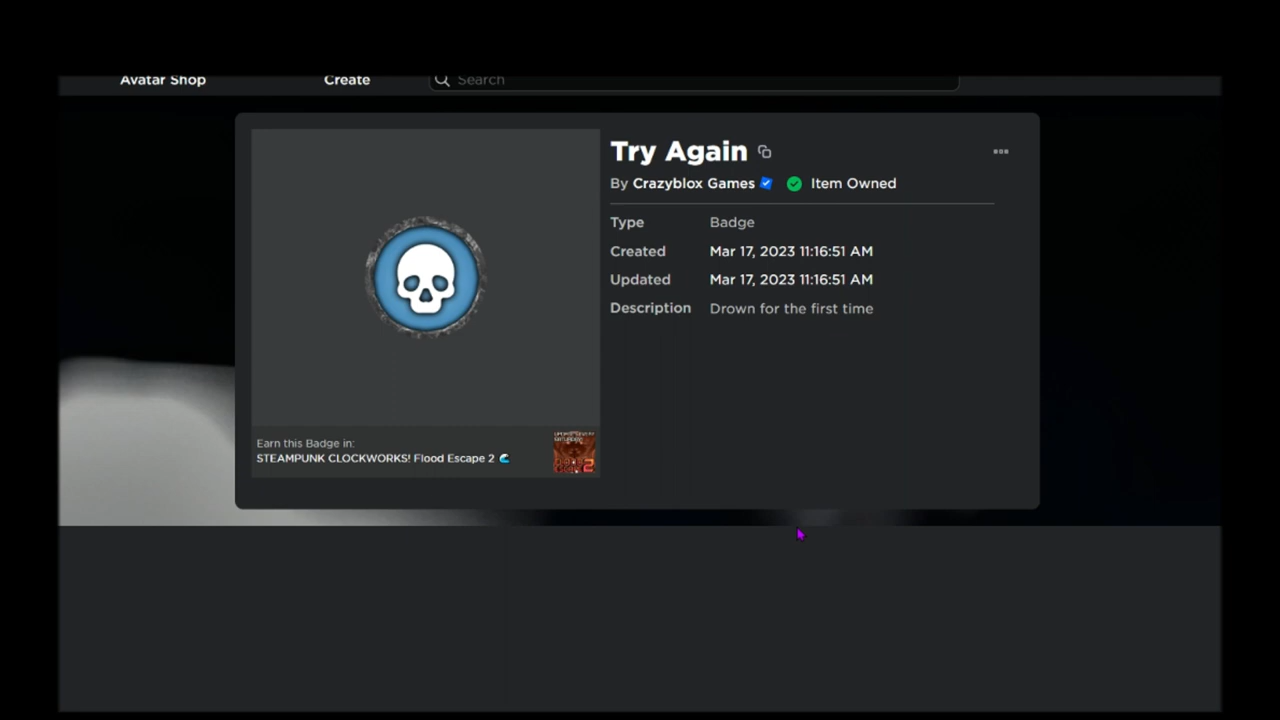 Avatar Shop Create Search
Try Again
By Crazyblox Games Item Owned
Type Badge
Created Mar 17, 2023 11:16:51 AM
Updated Mar 17, 2023 11:16:51 AM
Description Drown for the first time
Earn this Badge in:
STEAMPUNK CLOCKWORKS! Flood Escape 2